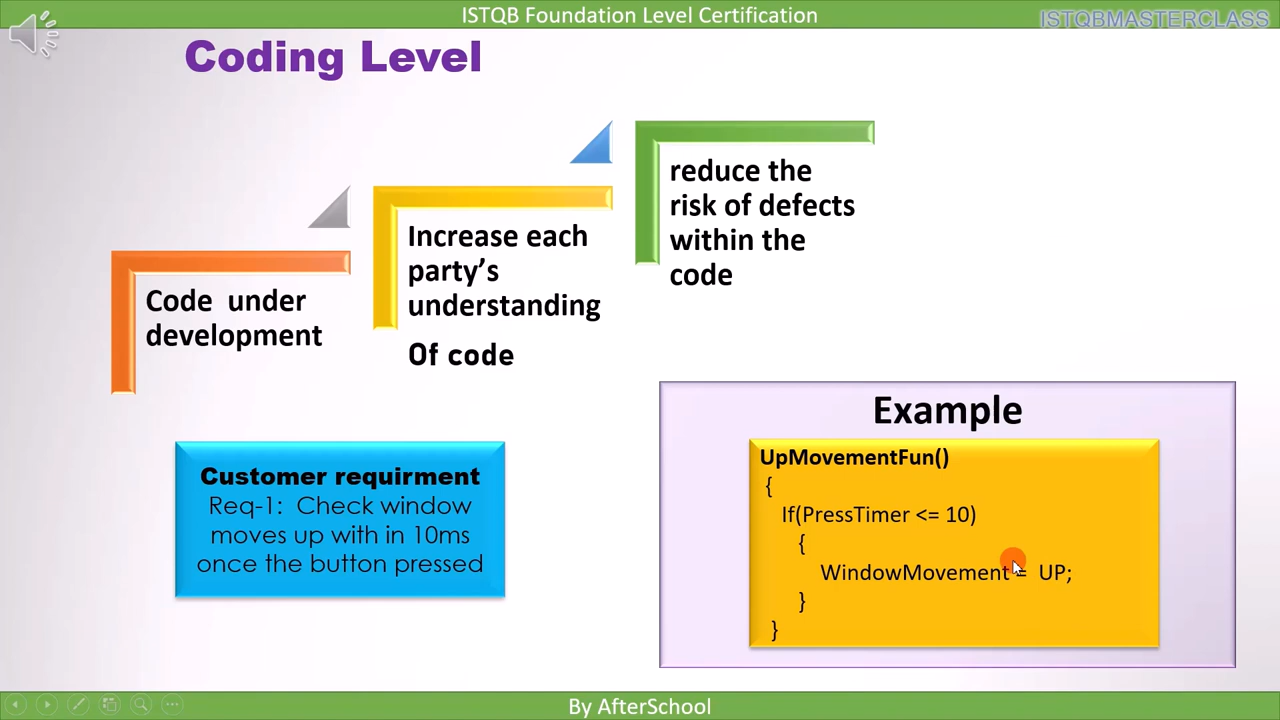 ISTQB Foundation Level Certification
ISTQBMASTERCLASS
Coding Level
Code under
development
Increase each
party's
understanding
Of code
reduce the
risk of defects
within the
code
Customer requirment
Req-1: Check window
moves up with in 10ms
once the button pressed
Example
UpMovementFun()
{
If(PressTimer <= 10)
{
WindowMovement = UP;
}
}
By AfterSchool